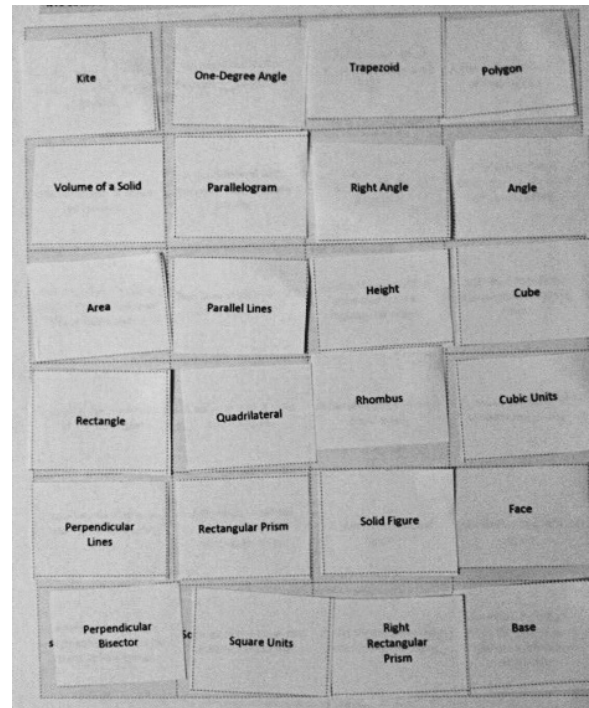 Kite
One-Degree Angle
Trapezoid
Polygon
Volume of a Solid
Parallelogram
Right Angle
Angle
Area
Parallel Lines
Height
Cube
Rectangle
Quadrilateral
Rhombus
Cubic Units
Perpendicular
Lines
Rectangular Prism
Solid Figure
Face
s
Perpendicular
Bisector
Sc
Square Units
Right
Rectangular
Prism
Base